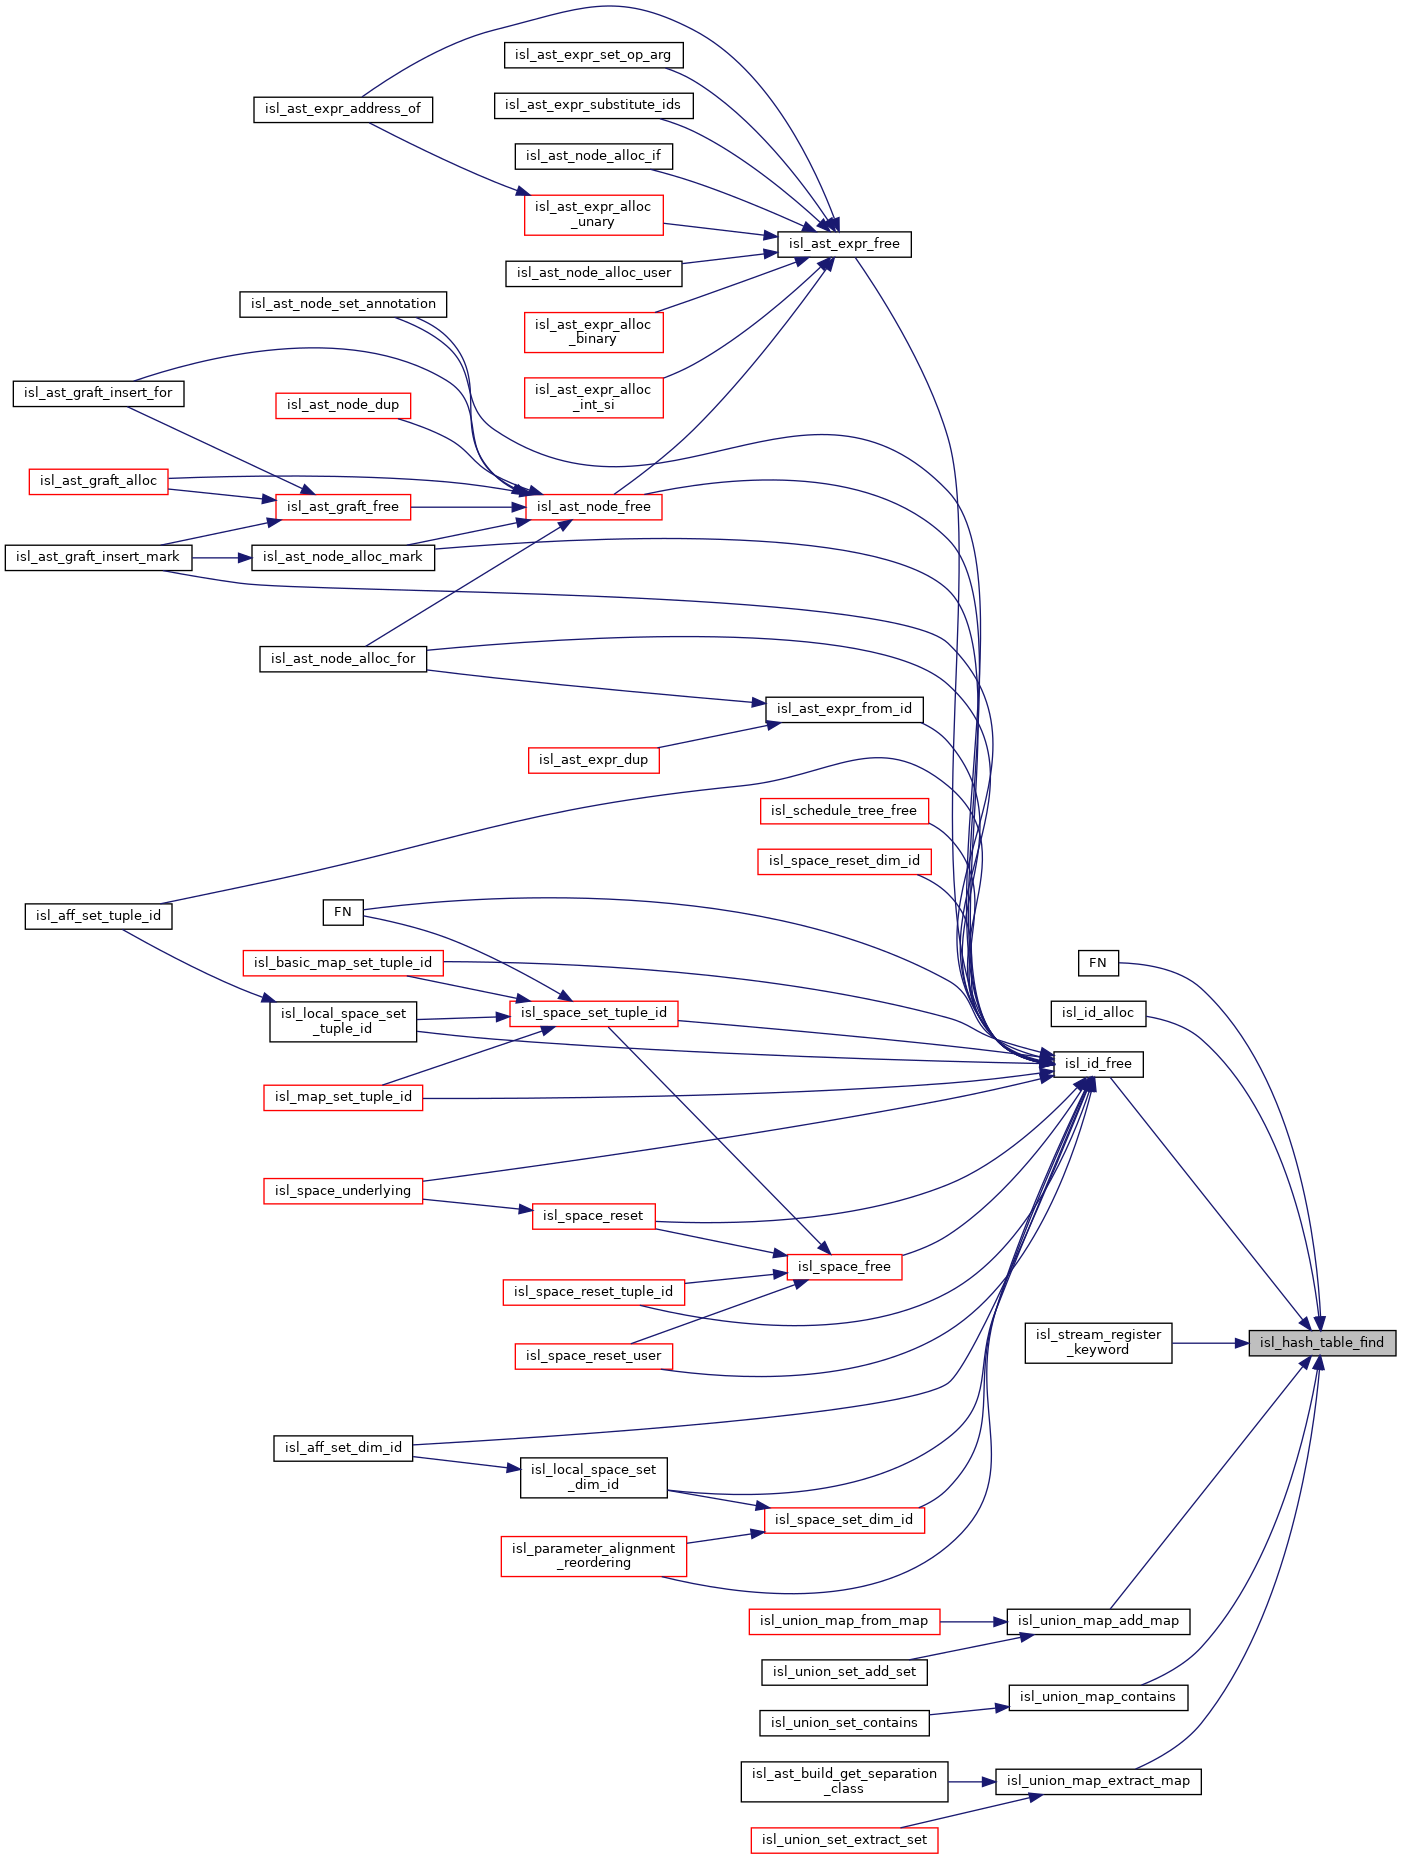 isl_ast_expr_set_op_arg
isl_ast_expr_substitute_ids
isl_ast_expr_address_of
isl_ast_node_alloc_if
isl_ast_expr_alloc
_unary
isl_ast_expr_free
isl_ast_node_alloc_user
isl_ast_node_set_annotation
isl_ast_expr_alloc
_binary
isl_ast_graft_insert_for
isl_ast_expr_alloc
_int_si
isl_ast_node_dup
isl_ast_graft_alloc
isl_ast_graft_free
isl_ast_node_free
isl_ast_graft_insert_mark
isl_ast_node_alloc_mark
isl_ast_node_alloc_for
isl_ast_expr_from_id
isl_ast_expr_dup
isl_schedule_tree_free
isl_space_reset_dim_id
isl_aff_set_tuple_id
FN
isl_basic_map_set_tuple_id
FN
isl_local_space_set
_tuple_id
isl_space_set_tuple_id
isl_id_alloc
isl_id_free
isl_map_set_tuple_id
isl_space_underlying
isl_space_reset
isl_space_free
isl_space_reset_tuple_id
isl_stream_register
_keyword
isl_hash_table_find
isl_space_reset_user
isl_aff_set_dim_id
isl_local_space_set
_dim_id
isl_space_set_dim_id
isl_parameter_alignment
_reordering
isl_union_map_from_map
isl_union_map_add_map
isl_union_set_add_set
isl_union_map_contains
isl_union_set_contains
isl_ast_build_get_separation
_class
isl_union_map_extract_map
isl_union_set_extract_set